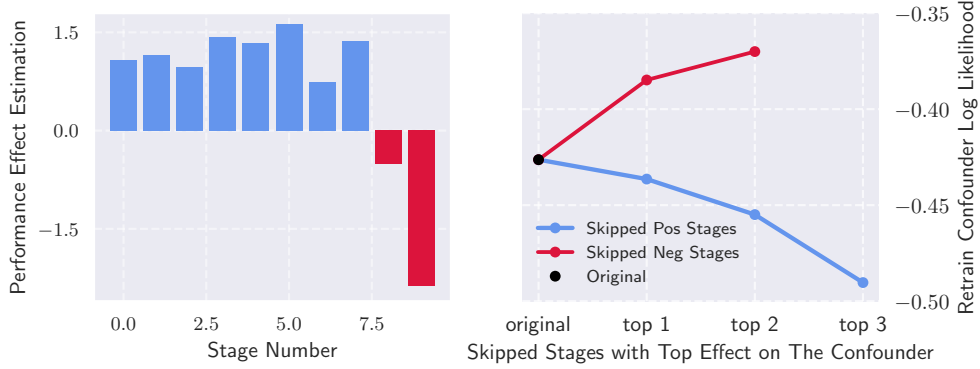 Performance Effect Estimation
1.5
0.0
−1.5
0.0
2.5
5.0
7.5
Stage Number
−0.35
−0.40
−0.45
−0.50
Retrain Confounder Log Likelihood
Skipped Pos Stages
Skipped Neg Stages
Original
original
top 1
top 2
top 3
Skipped Stages with Top Effect on The Confounder